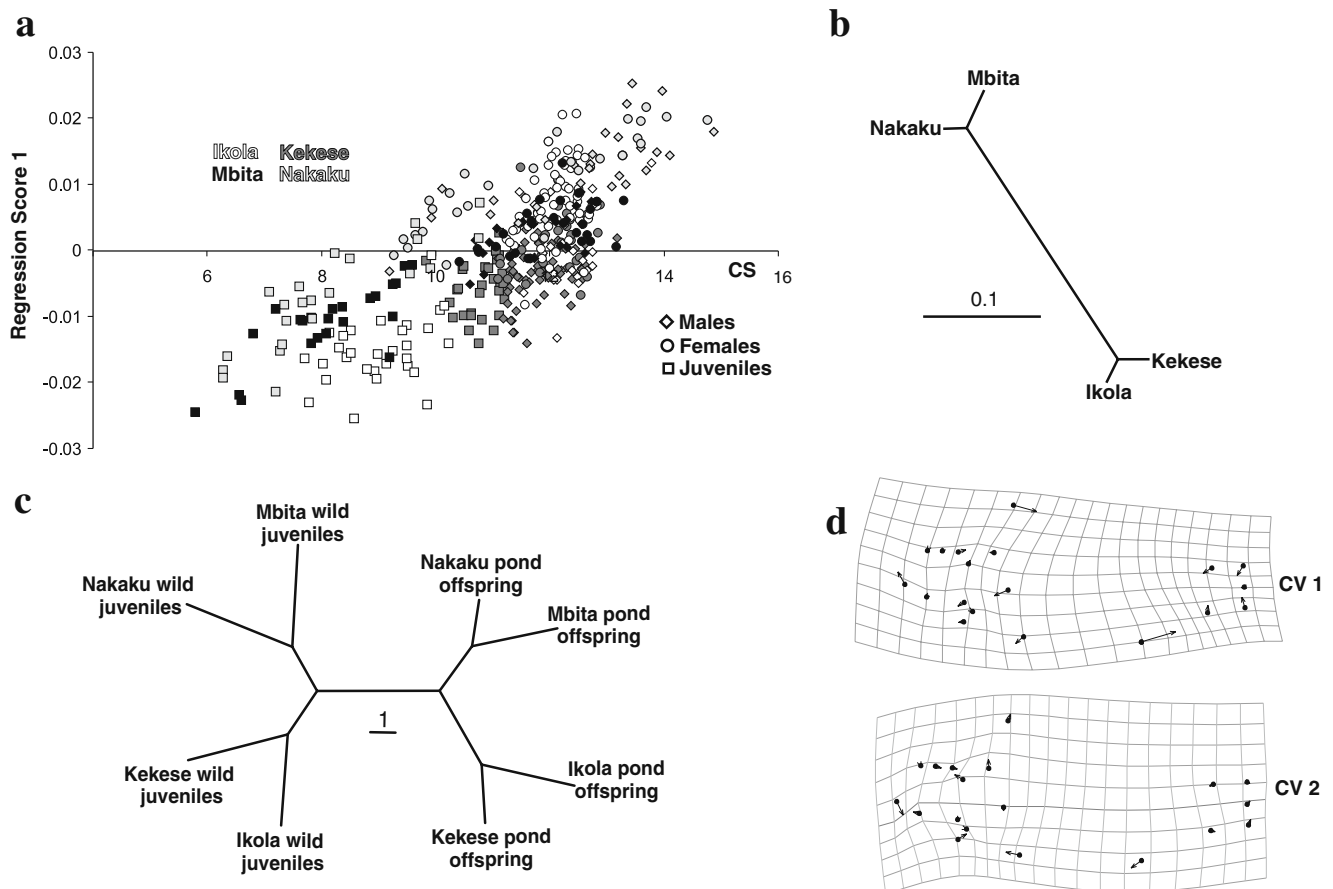 a
0.03
0.02
0.01
0
-0.01
-0.02
-0.03
Regression Score 1
6
8
10
12
14
16
CS
Ikola Kekese
Mbita Nakaku
Males
Females
Juveniles
b
Mbita
Nakaku
0.1
Kekese
Ikola
c
Mbita wild
juveniles
Nakaku wild
juveniles
Nakaku pond
offspring
Mbita pond
offspring
1
Kekese wild
juveniles
Ikola wild
juveniles
Ikola pond
offspring
Kekese pond
offspring
d
CV 1
CV 2